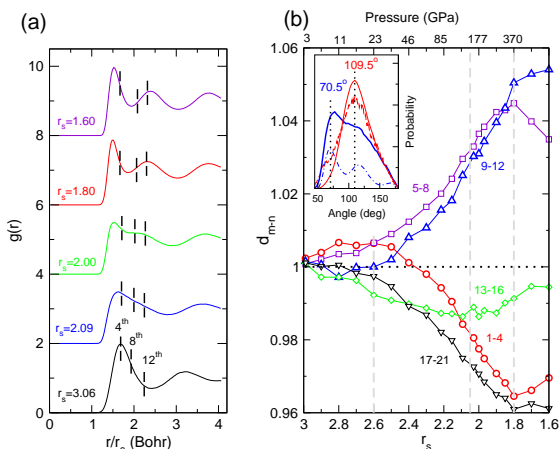 (a)
g(r)
10
8
6
4
2
0
r_s=1.60
r_s=1.80
r_s=2.00
r_s=2.09
r_s=3.06
4th
8th
12th
0 1 2 3 4
r/r_s (Bohr)
(b)
Pressure (GPa)
3 11 23 46 85 177 370
d_m-n
1.06
1.04
1.02
1
0.98
0.96
109.5°
70.5°
Probability
50 100 150
Angle (deg)
5-8
9-12
13-16
1-4
17-21
3 2.8 2.6 2.4 2.2 2 1.8 1.6
r_s